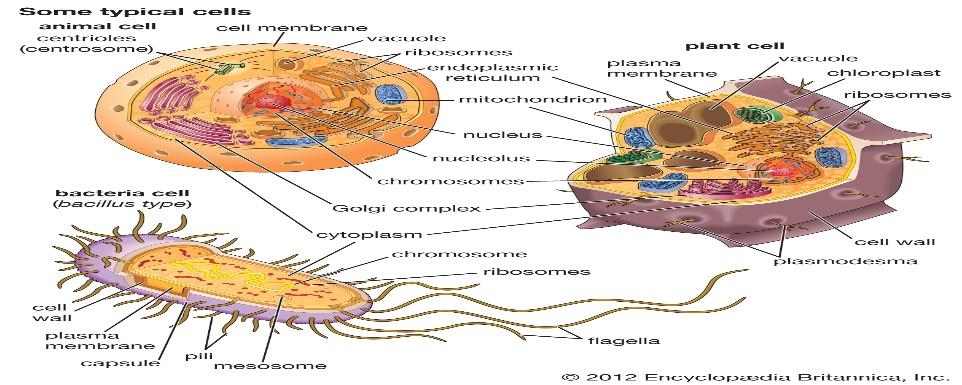 Some typical cells
animal cell
centrioles
(centrosome)
cell membrane
vacuole
ribosomes
endoplasmic
reticulum
mitochondrion
nucleus
nucleolus
chromosomes
Golgi complex
cytoplasm
plant cell
plasma
membrane
vacuole
chloroplast
ribosomes
cell wall
plasmodesma
bacteria cell
(bacillus type)
chromosome
ribosomes
cell
wall
plasma
membrane
capsule
pili
mesosome
flagella
© 2012 Encyclopædia Britannica, Inc.